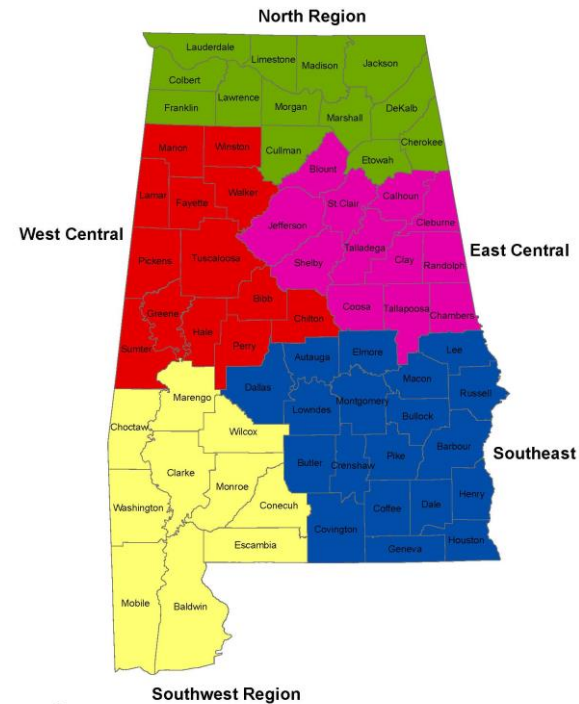 North Region
Lauderdale
Limestone
Madison
Jackson
Colbert
Franklin
Lawrence
Morgan
Marshall
DeKalb
Cherokee
Cullman
Etowah
Marion
Winston
Blount
Lamar
Fayette
Walker
St Clair
Calhoun
Cleburne
Jefferson
West Central
Talladega
East Central
Pickens
Tuscaloosa
Shelby
Clay
Randolph
Bibb
Greene
Hale
Chilton
Coosa
Tallapoosa
Chambers
Sumter
Perry
Autauga
Elmore
Lee
Dallas
Macon
Russell
Marengo
Lowndes
Montgomery
Bullock
Choctaw
Wilcox
Southeast
Clarke
Butler
Crenshaw
Pike
Barbour
Monroe
Washington
Conecuh
Coffee
Dale
Henry
Covington
Escambia
Geneva
Houston
Mobile
Baldwin
Southwest Region